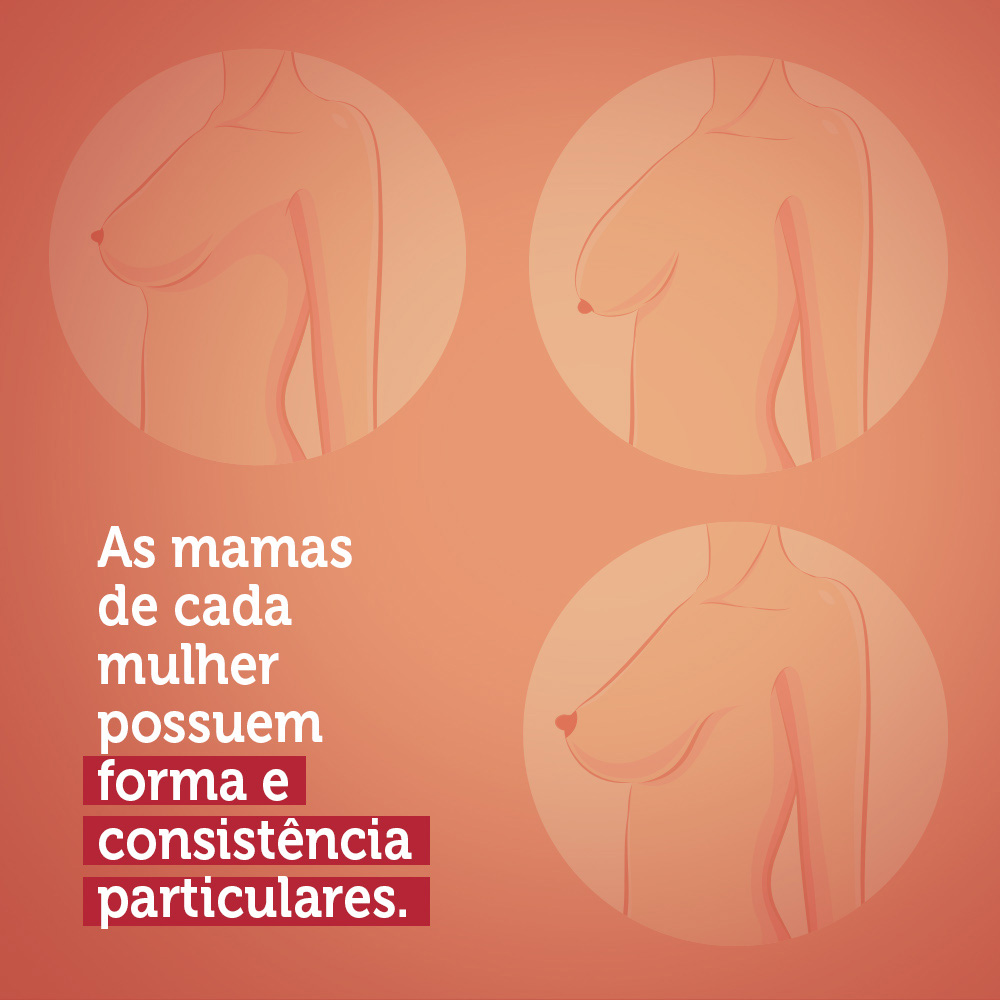 As mamas
de cada
mulher
possuem
forma e
consistência
particulares.